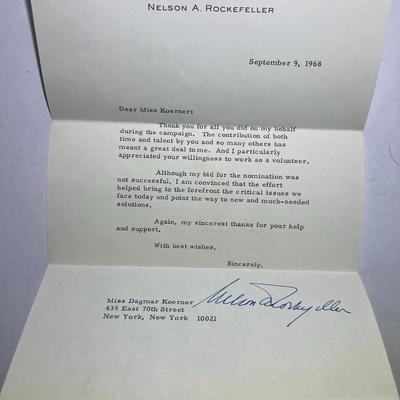 NELSON A. ROCKEFELLER
September 9, 1968
Dear Miss Koerner:
Thank you for all you did on my behalf
during the campaign. The contribution of both
time and talent by you and so many others has
meant a great deal to me. And I particularly
appreciated your willingness to work as a volunteer.
Although my bid for the nomination was
not successful, I am convinced that the effort
helped bring to the forefront the critical issues we
face today and point the way to new and much-needed
solutions.
Again, my sincerest thanks for your help
and support.
With best wishes,
Sincerely,
Nelson A Rockefeller
Miss Dagmar Koerner
435 East 70th Street
New York, New York 10021